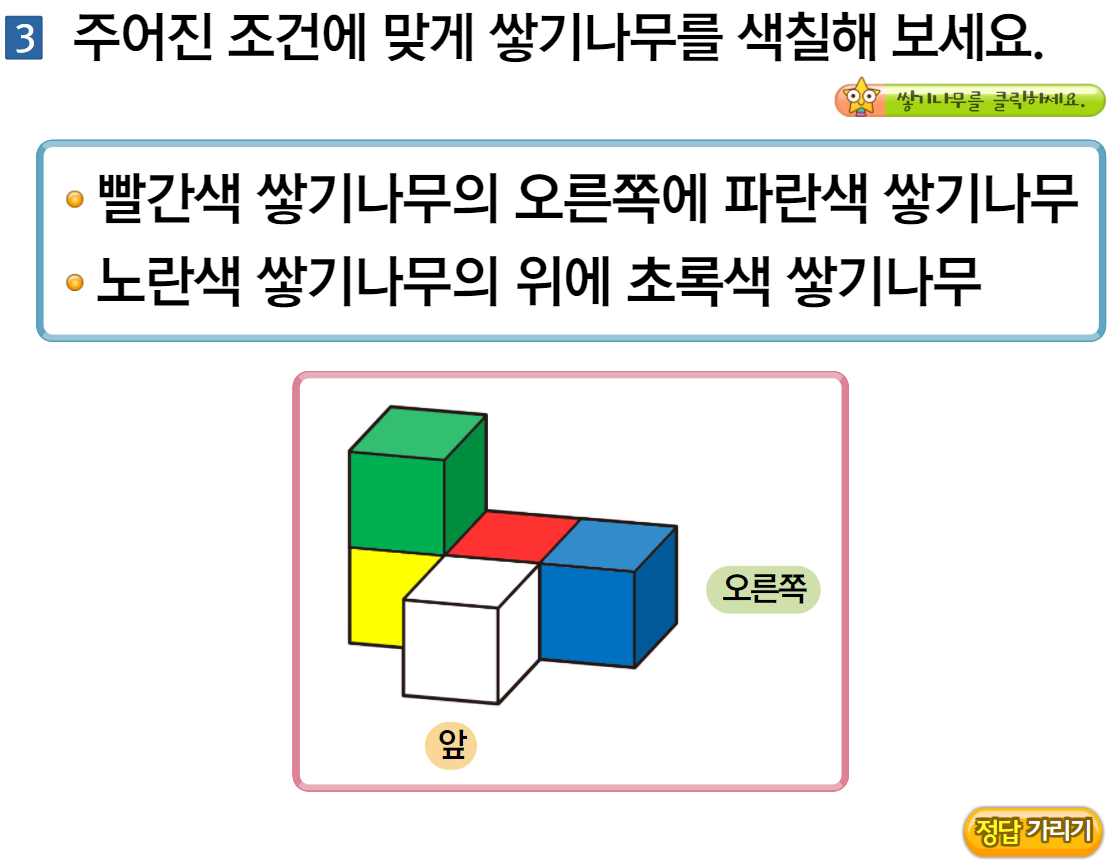 3 주어진 조건에 맞게 쌓기나무를 색칠해 보세요.
쌓기나무를 클릭하세요.
빨간색 쌓기나무의 오른쪽에 파란색 쌓기나무
노란색 쌓기나무의 위에 초록색 쌓기나무
오른쪽
앞
정답 가리기